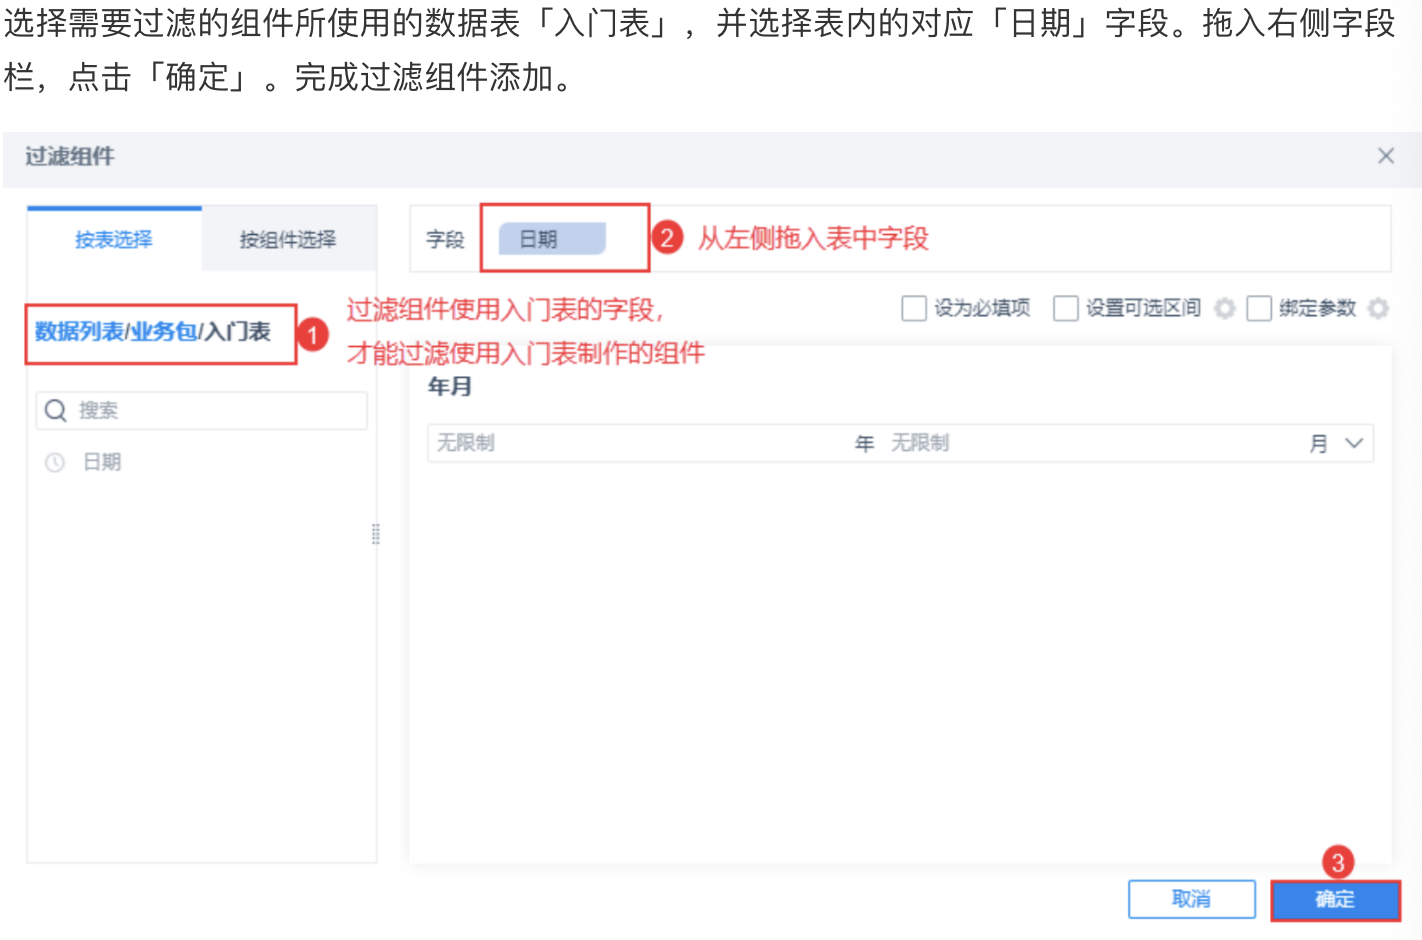 选择需要过滤的组件所使用的数据表「入门表」，并选择表内的对应「日期」字段。拖入右侧字段
栏，点击「确定」。完成过滤组件添加。
过滤组件
按表选择
按组件选择
字段
日期
2
从左侧拖入表中字段
数据列表/业务包/入门表
1
过滤组件使用入门表的字段，
才能过滤使用入门表制作的组件
设为必填项
设置可选区间
绑定参数
搜索
日期
年月
无限制
年
无限制
月
3
取消
确定